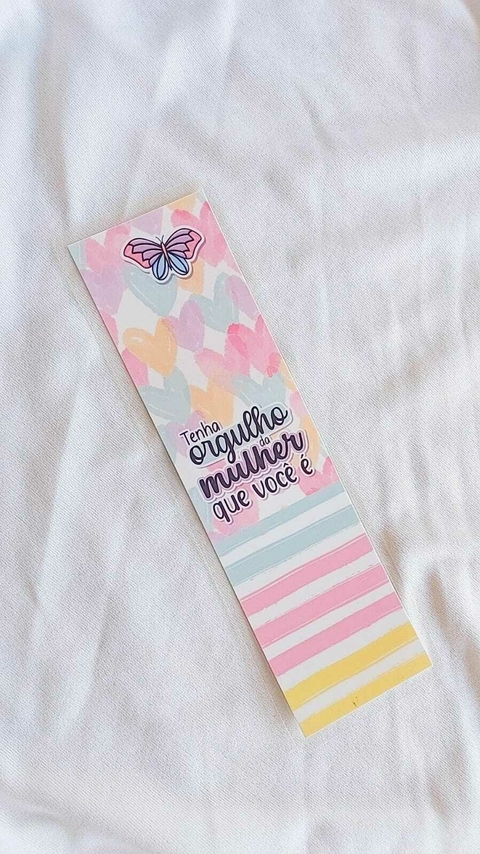 Tenha
orgulho
da
mulher
que você é